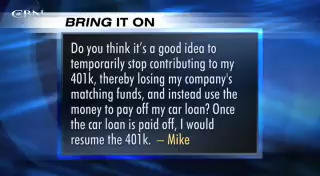 CRN
BRING IT ON
Do you think it's a good idea to
temporarily stop contributing to my
401k, thereby losing my company's
matching funds, and instead use the
money to pay off my car loan? Once
the car loan is paid off, I would
resume the 401k. – Mike